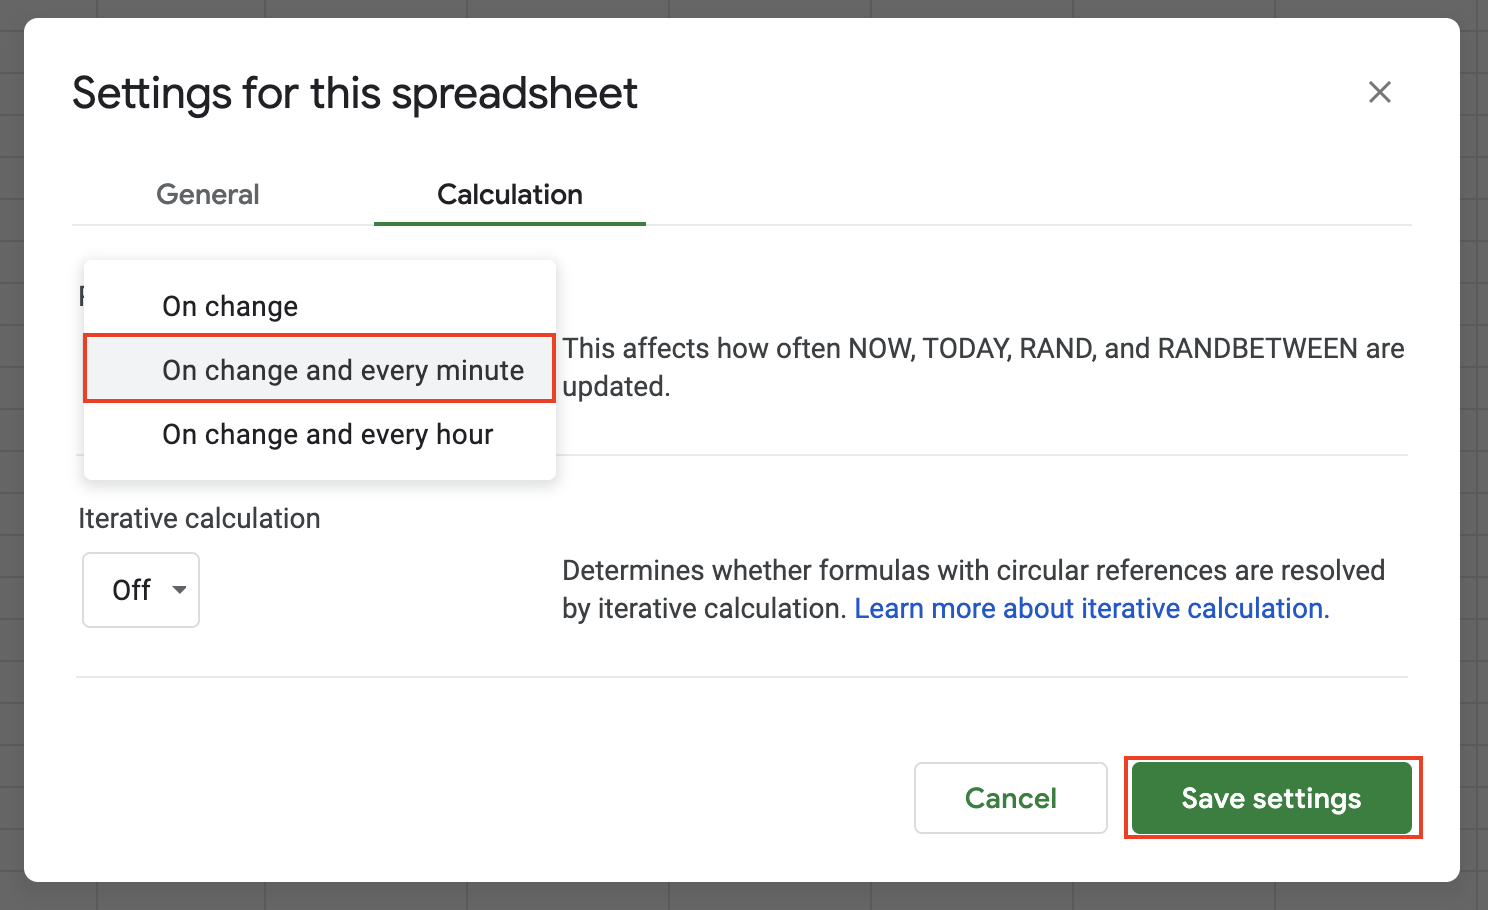 Settings for this spreadsheet
General
Calculation
On change
On change and every minute
On change and every hour
This affects how often NOW, TODAY, RAND, and RANDBETWEEN are
updated.
Iterative calculation
Off
Determines whether formulas with circular references are resolved
by iterative calculation. Learn more about iterative calculation.
Cancel
Save settings